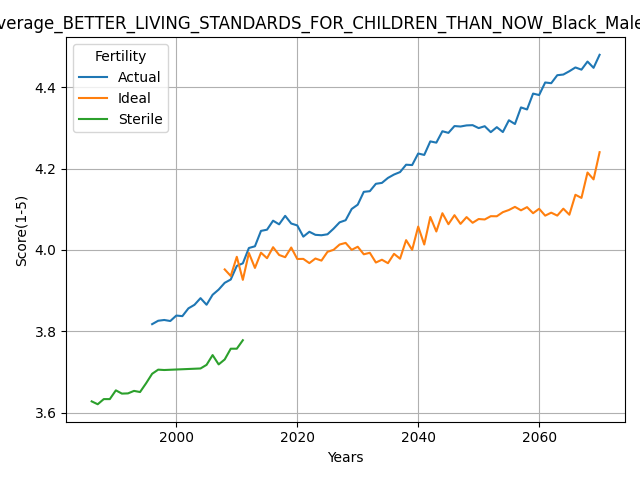 verage_BETTER_LIVING_STANDARDS_FOR_CHILDREN_THAN_NOW_Black_Male
Fertility
Actual
Ideal
Sterile
4.4
4.2
4.0
3.8
3.6
Score(1-5)
2000 2020 2040 2060
Years